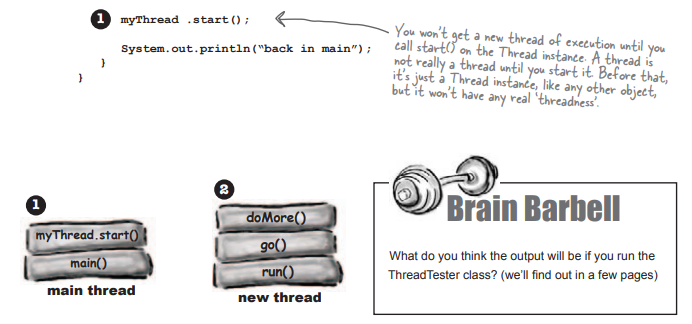 1 myThread .start();
System.out.println(“back in main”);
}
}
You won't get a new thread of execution until you
call start() on the Thread instance. A thread is
not really a thread until you start it. Before that,
it's just a Thread instance, like any other object,
but it won't have any real 'threadness'.
1
myThread.start()
main()
main thread
2
doMore()
go()
run()
new thread
Brain Barbell
What do you think the output will be if you run the
ThreadTester class? (we'll find out in a few pages)